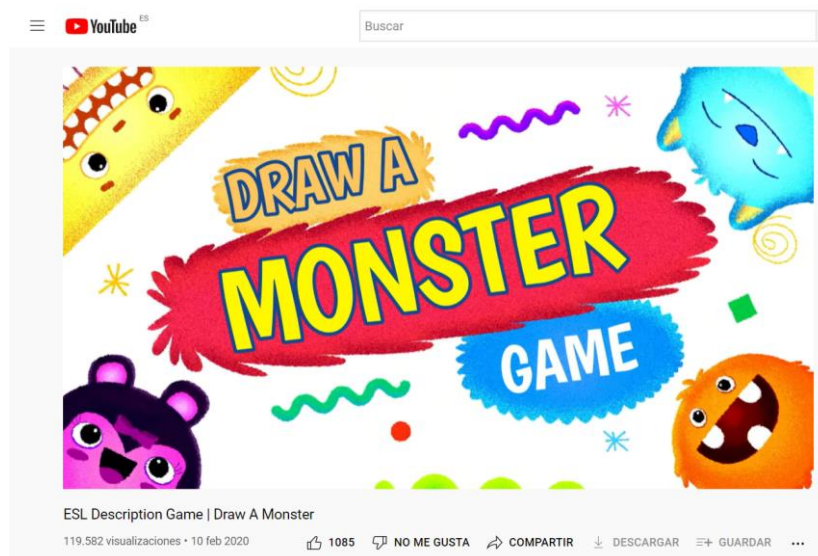 YouTube ES
Buscar
DRAW A
MONSTER
GAME
ESL Description Game | Draw A Monster
119.582 visualizaciones • 10 feb 2020 1085 NO ME GUSTA COMPARTIR DESCARGAR GUARDAR ...